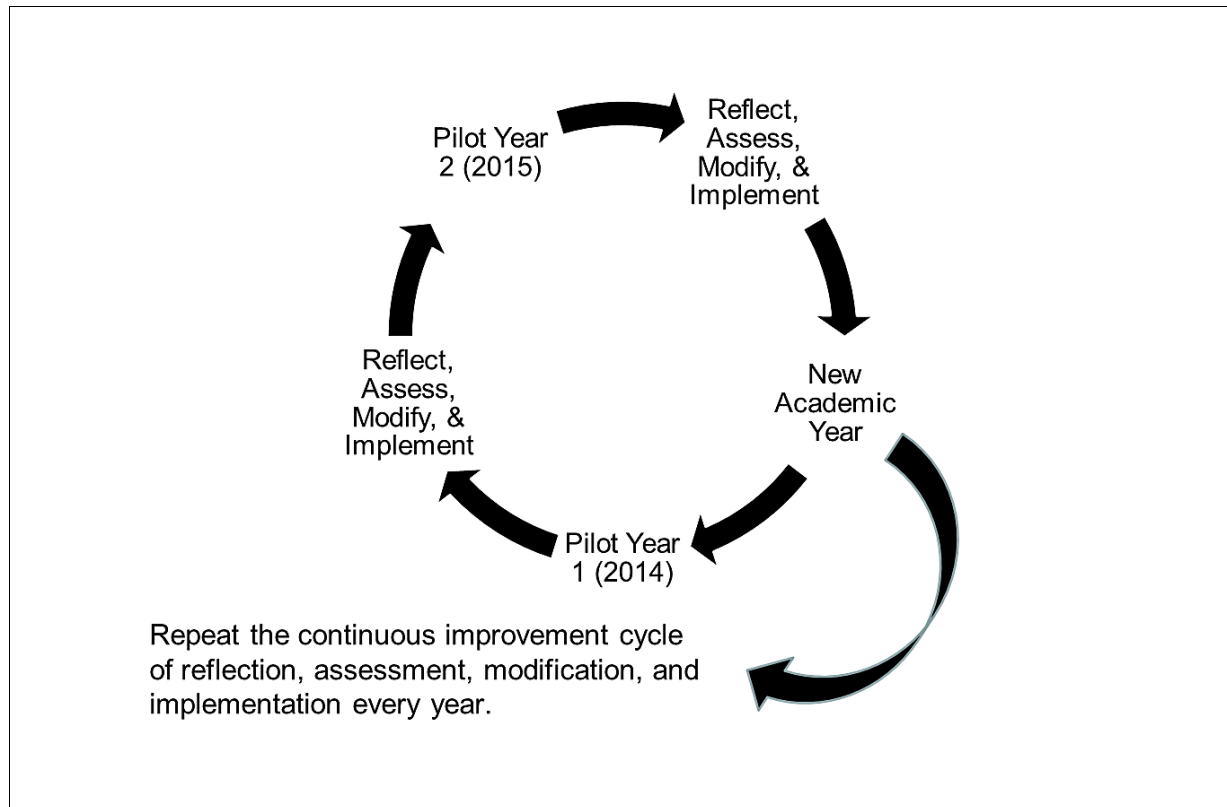 Pilot Year
2 (2015)
Reflect,
Assess,
Modify, &
Implement
New
Academic
Year
Pilot Year
1 (2014)
Reflect,
Assess,
Modify, &
Implement
Repeat the continuous improvement cycle
of reflection, assessment, modification, and
implementation every year.